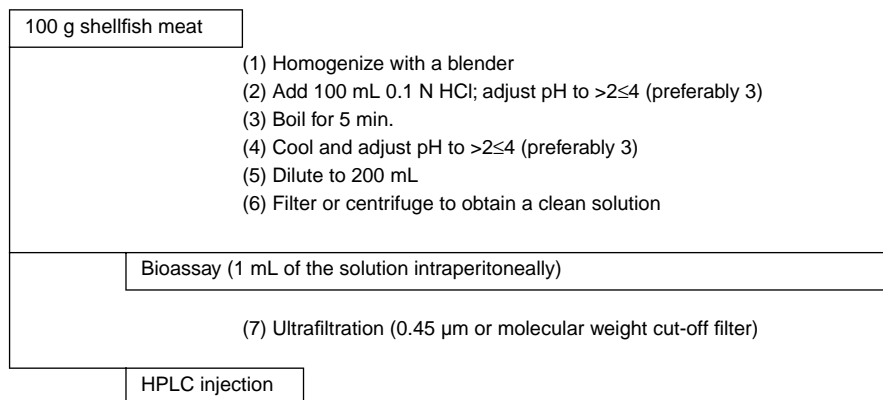 100 g shellfish meat
(1) Homogenize with a blender
(2) Add 100 mL 0.1 N HCl; adjust pH to >2≤4 (preferably 3)
(3) Boil for 5 min.
(4) Cool and adjust pH to >2≤4 (preferably 3)
(5) Dilute to 200 mL
(6) Filter or centrifuge to obtain a clean solution
Bioassay (1 mL of the solution intraperitoneally)
(7) Ultrafiltration (0.45 µm or molecular weight cut-off filter)
HPLC injection